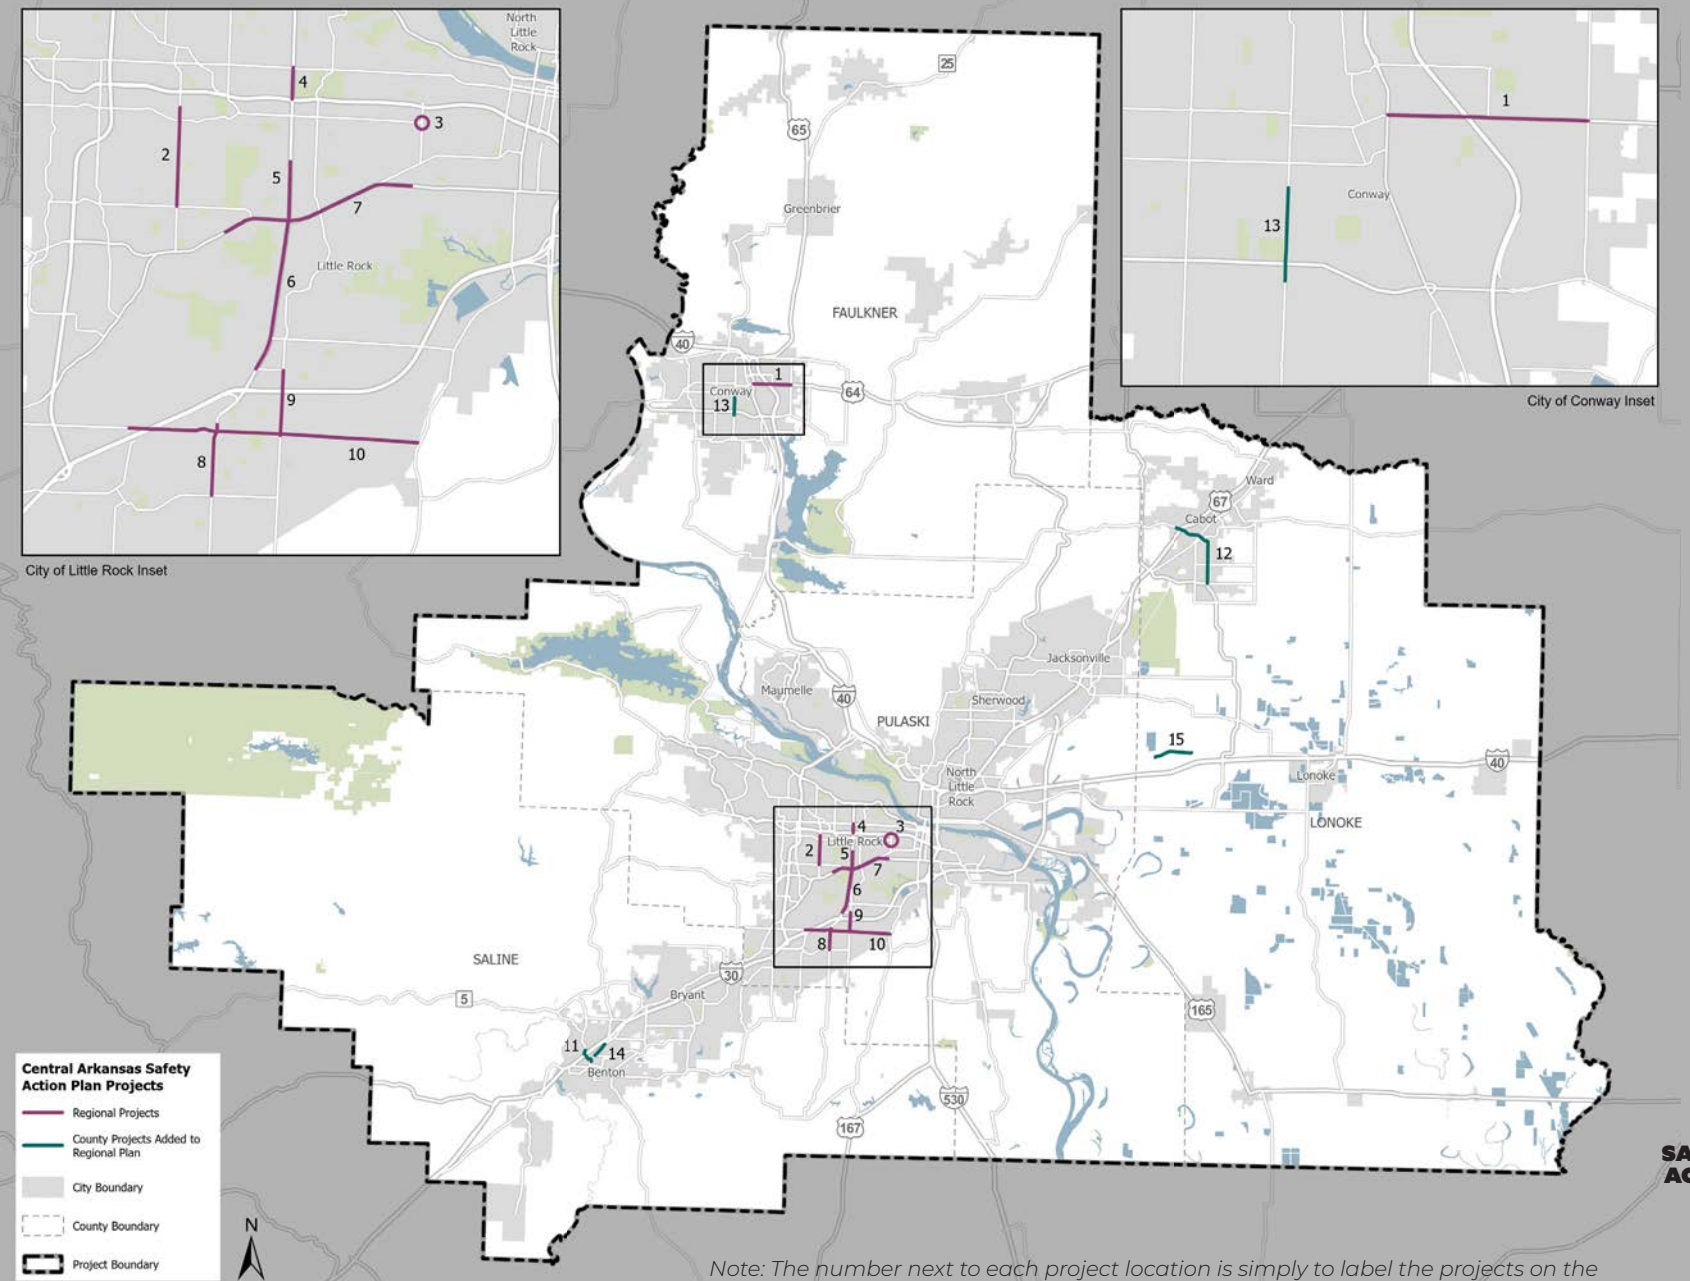 North
Little
Rock
4
3
2
5
7
Little Rock
6
9
8
10
City of Little Rock Inset
1
Conway
13
City of Conway Inset
25
65
Greenbrier
FAULKNER
40
1
Conway
13
64
Ward
67
Cabot
12
Jacksonville
Maumelle
40
Sherwood
PULASKI
15
North
Little
Rock
Lonoke
40
LONOKE
4
3
Little Rock
2
5
7
6
9
8
10
SALINE
30
5
Bryant
165
11
14
Benton
530
167
Central Arkansas Safety
Action Plan Projects
Regional Projects
County Projects Added to
Regional Plan
City Boundary
County Boundary
Project Boundary
N
SA
AC
Note: The number next to each project location is simply to label the projects on the